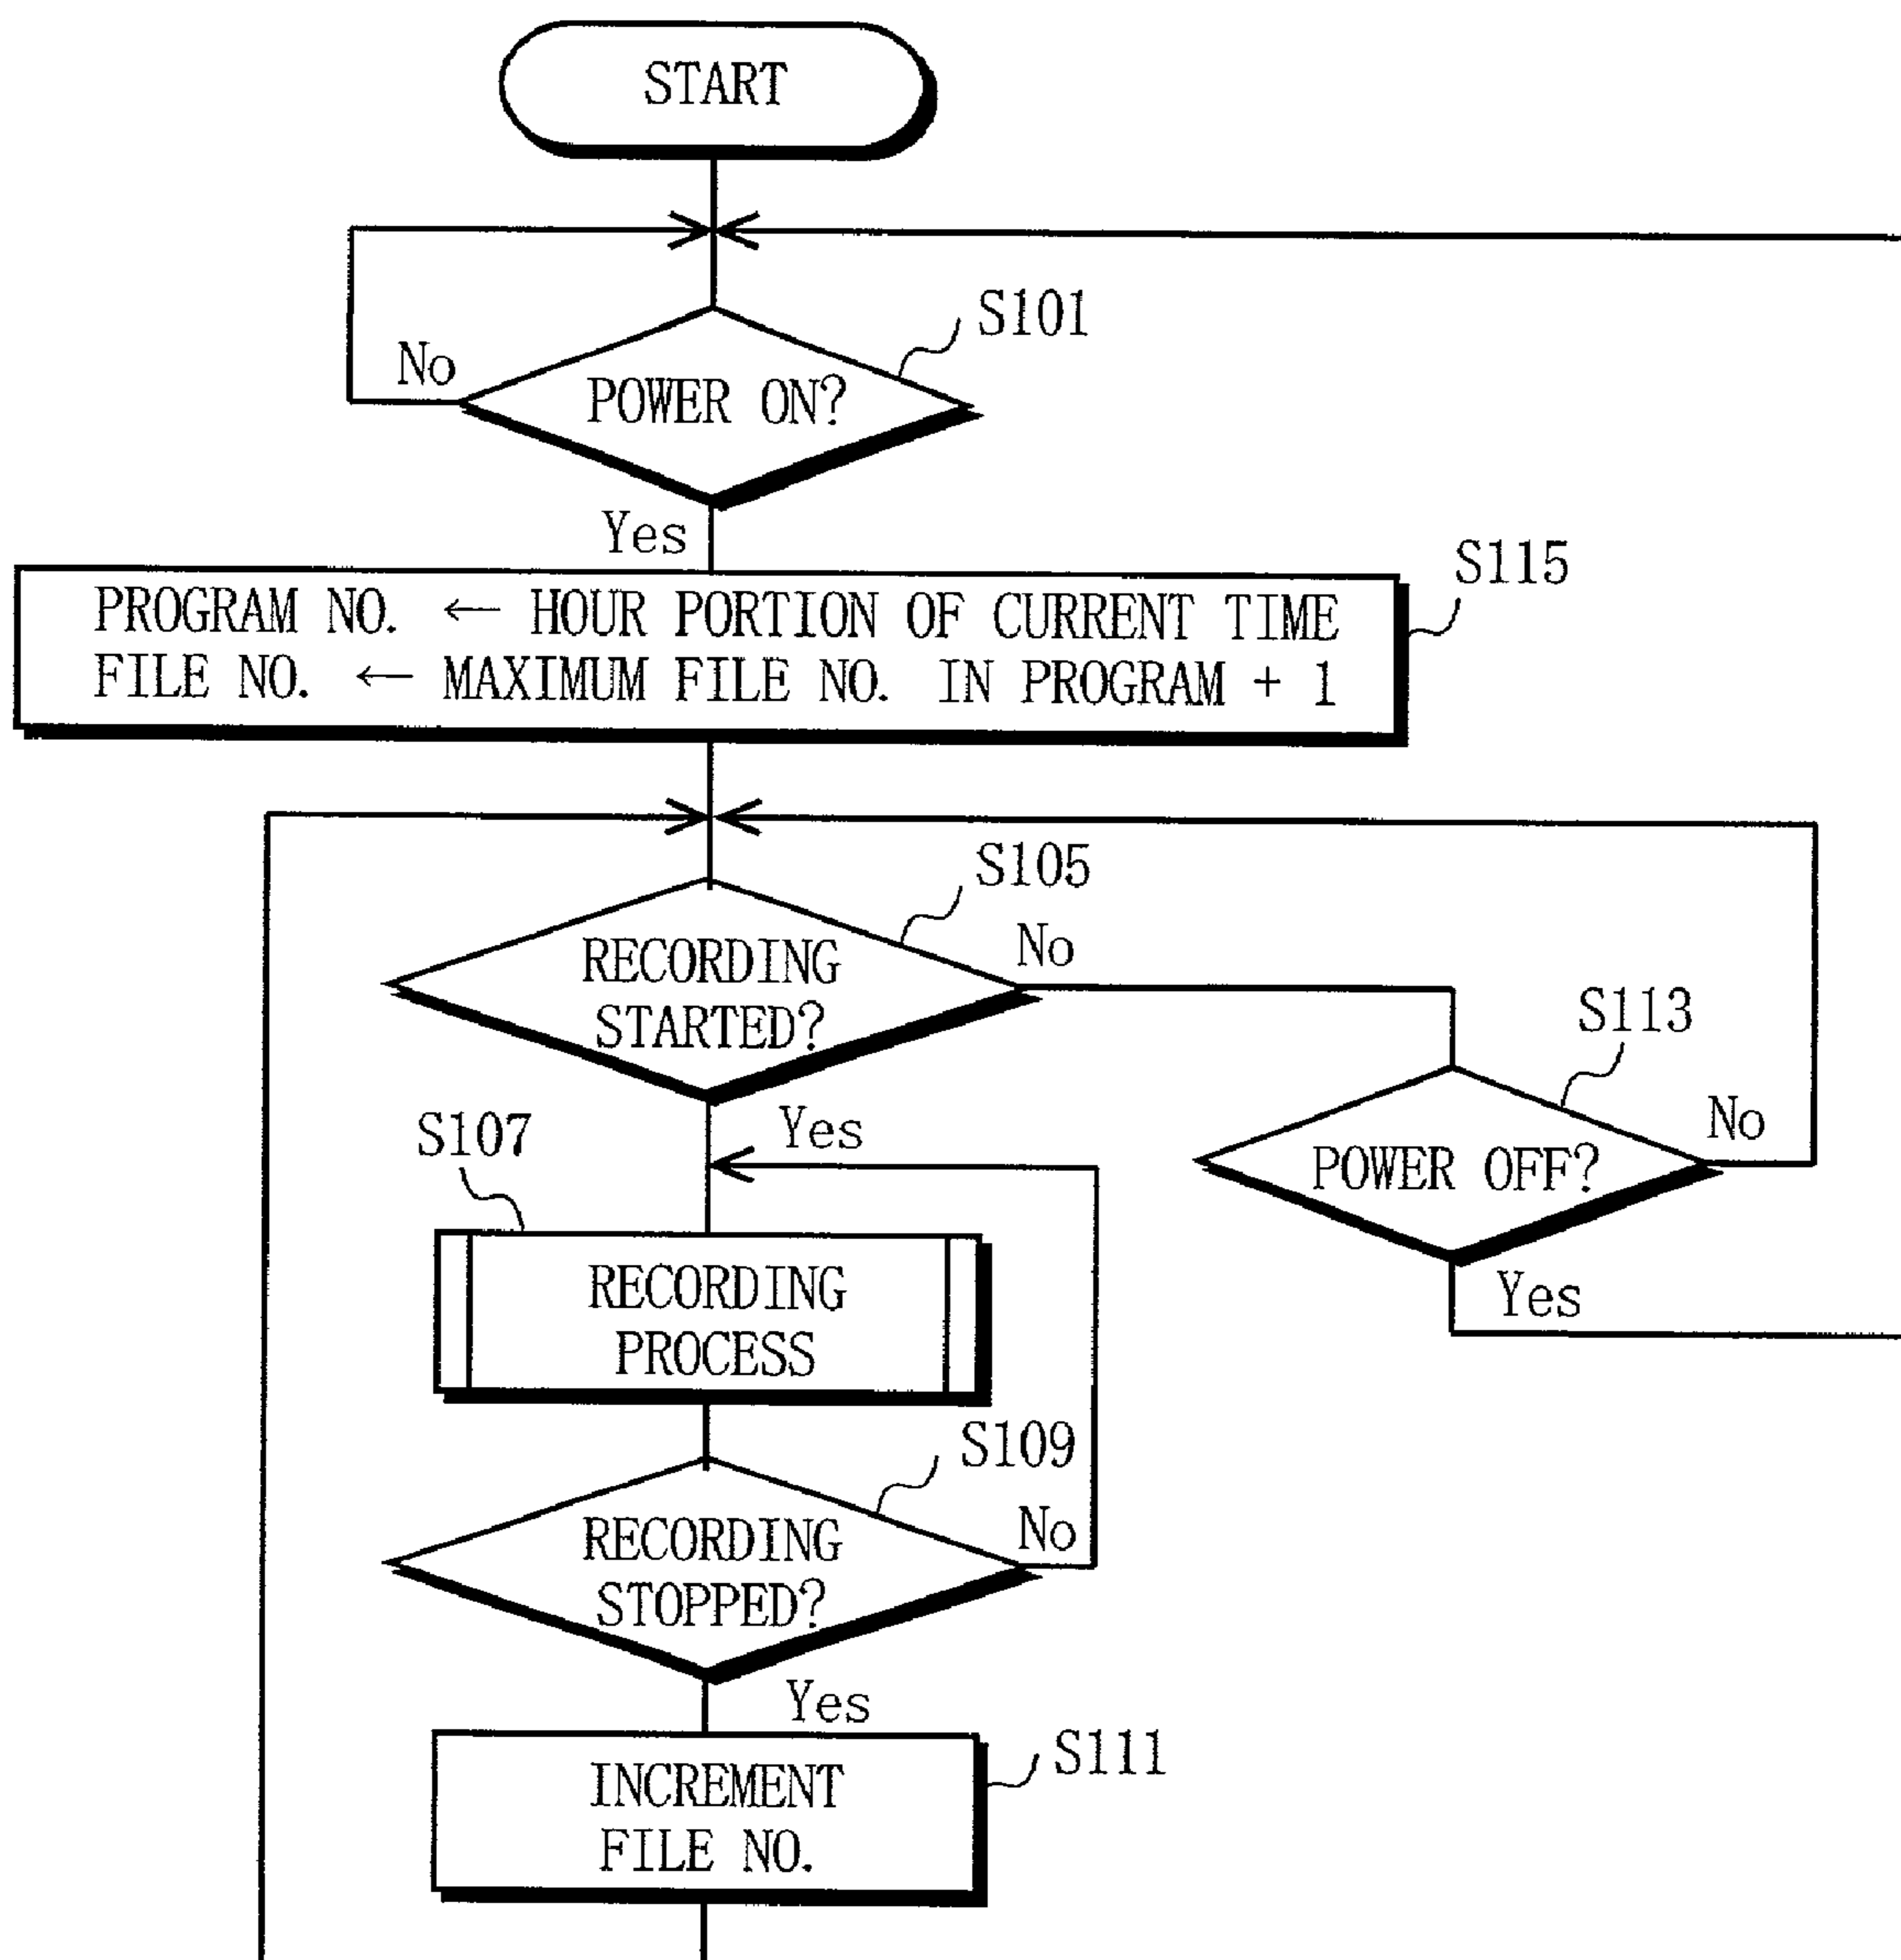 START
S101
No
POWER ON?
Yes
S115
PROGRAM NO. ← HOUR PORTION OF CURRENT TIME
FILE NO. ← MAXIMUM FILE NO. IN PROGRAM + 1
S105
No
RECORDING
STARTED?
S113
Yes
No
S107
POWER OFF?
RECORDING
PROCESS
Yes
S109
No
RECORDING
STOPPED?
Yes
S111
INCREMENT
FILE NO.